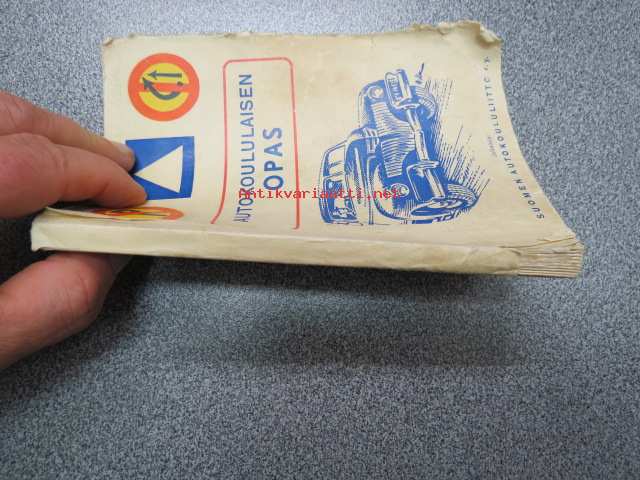 AUTOKOULULAISEN
OPAS
SUOMEN AUTOKOULULIITTO r.y.
Antikvariaatti.net